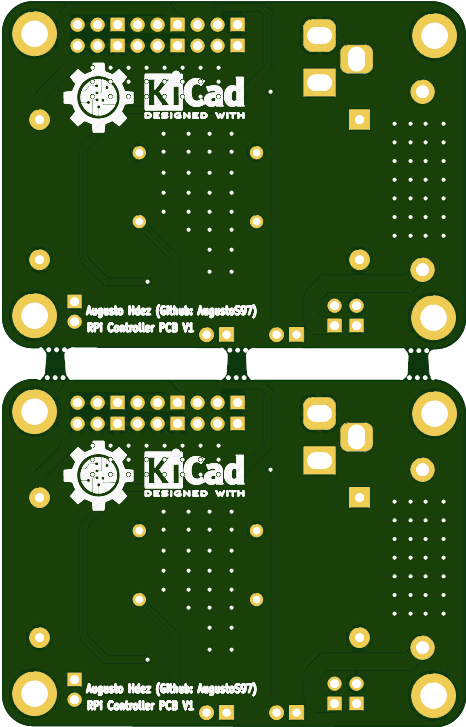 KiCad
DESIGNED WITH
Augusto Hdez (Github: AugustoS97)
RPI Controller PCB V1
KiCad
DESIGNED WITH
Augusto Hdez (Github: AugustoS97)
RPI Controller PCB V1